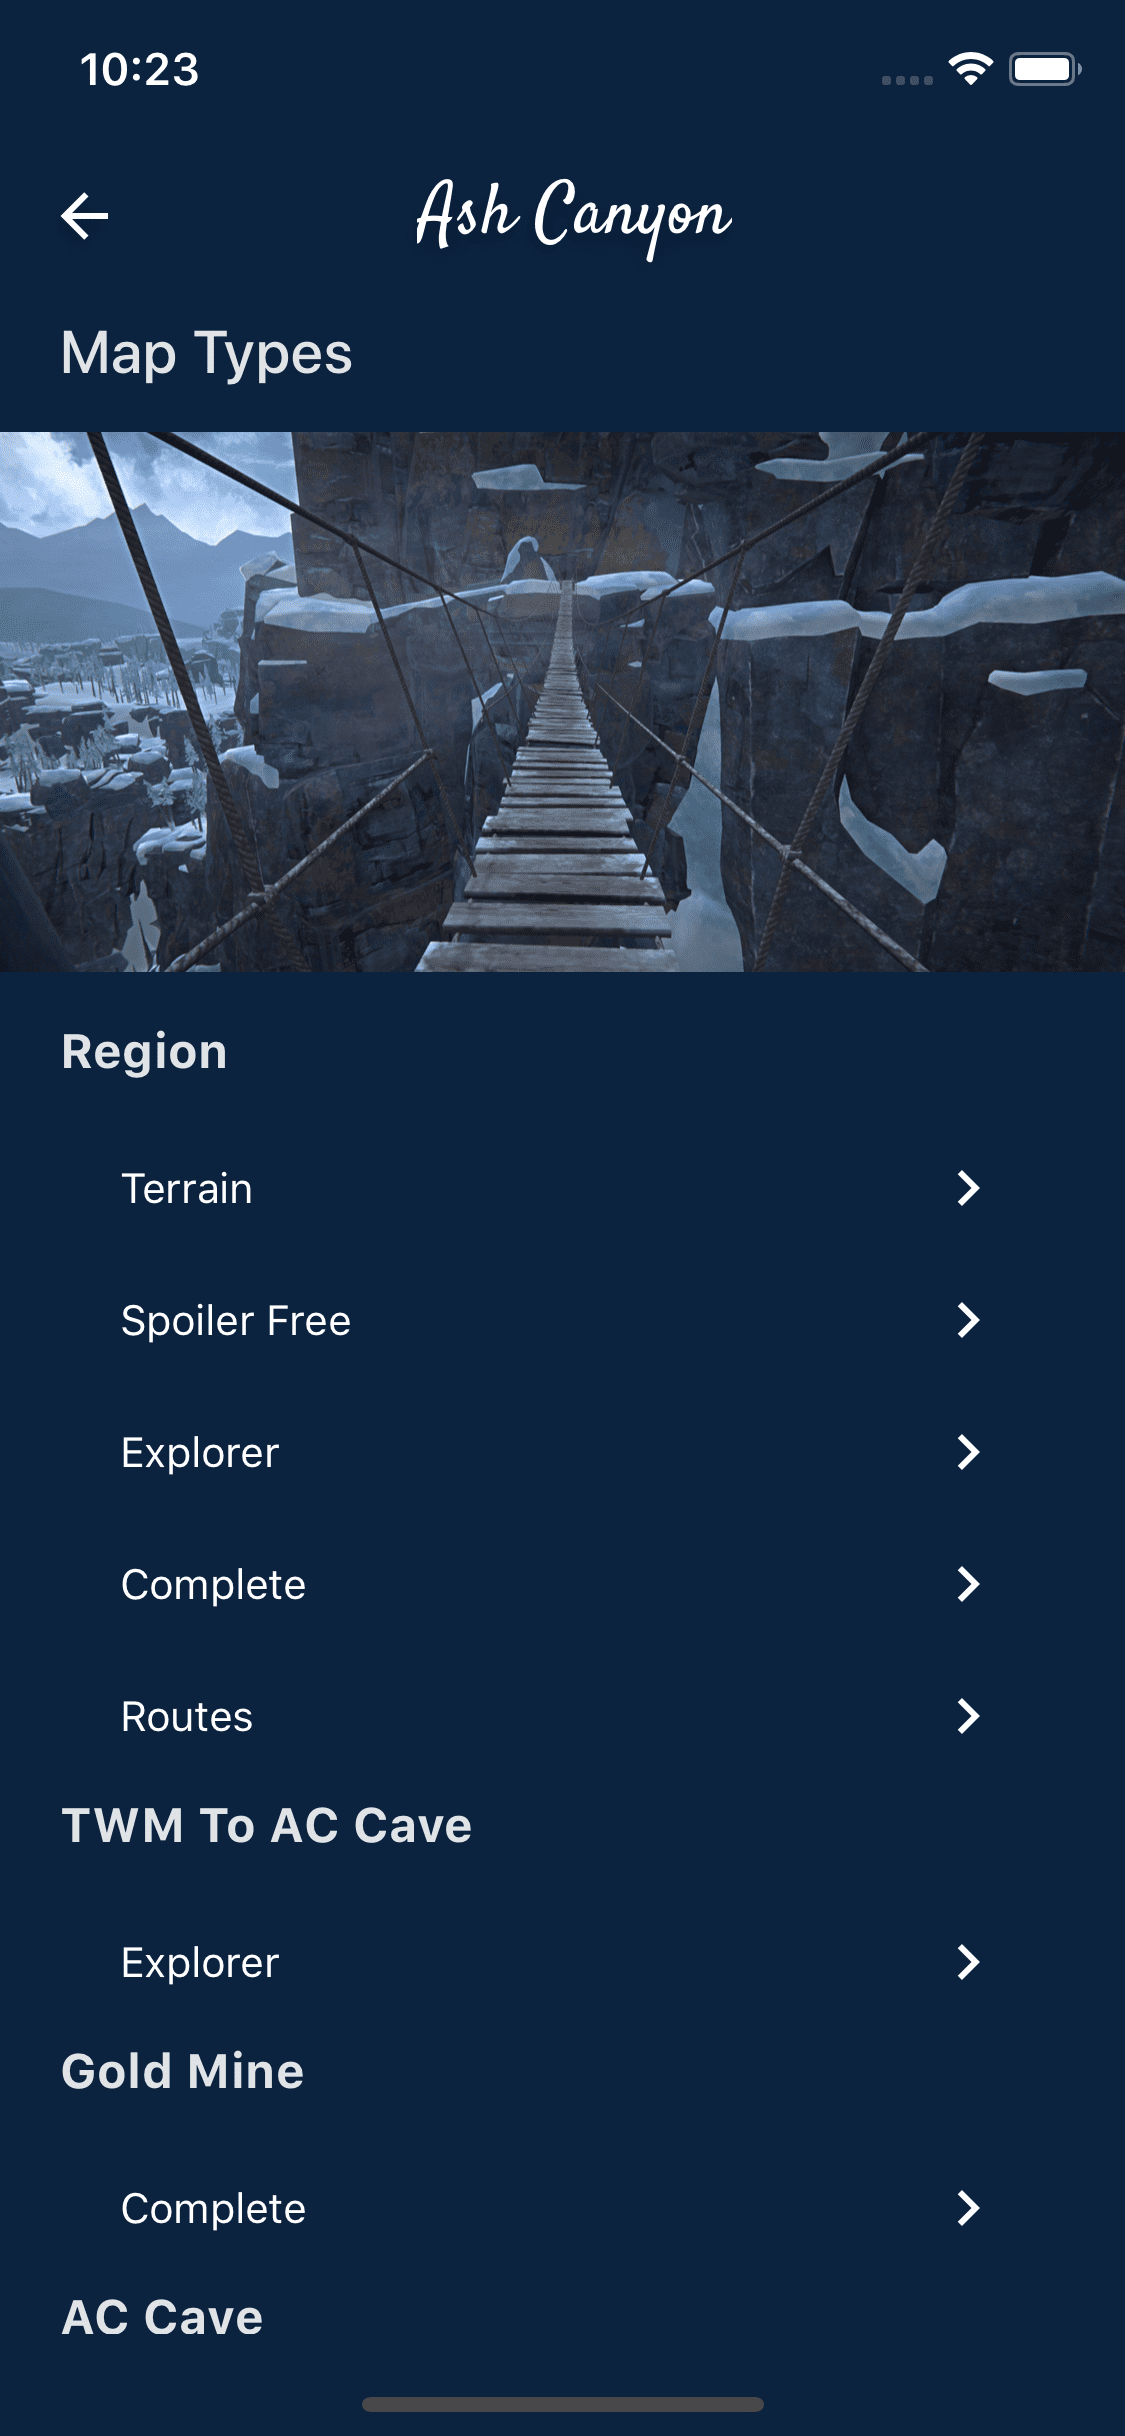 10:23
Ash Canyon
Map Types
Region
Terrain
Spoiler Free
Explorer
Complete
Routes
TWM To AC Cave
Explorer
Gold Mine
Complete
AC Cave